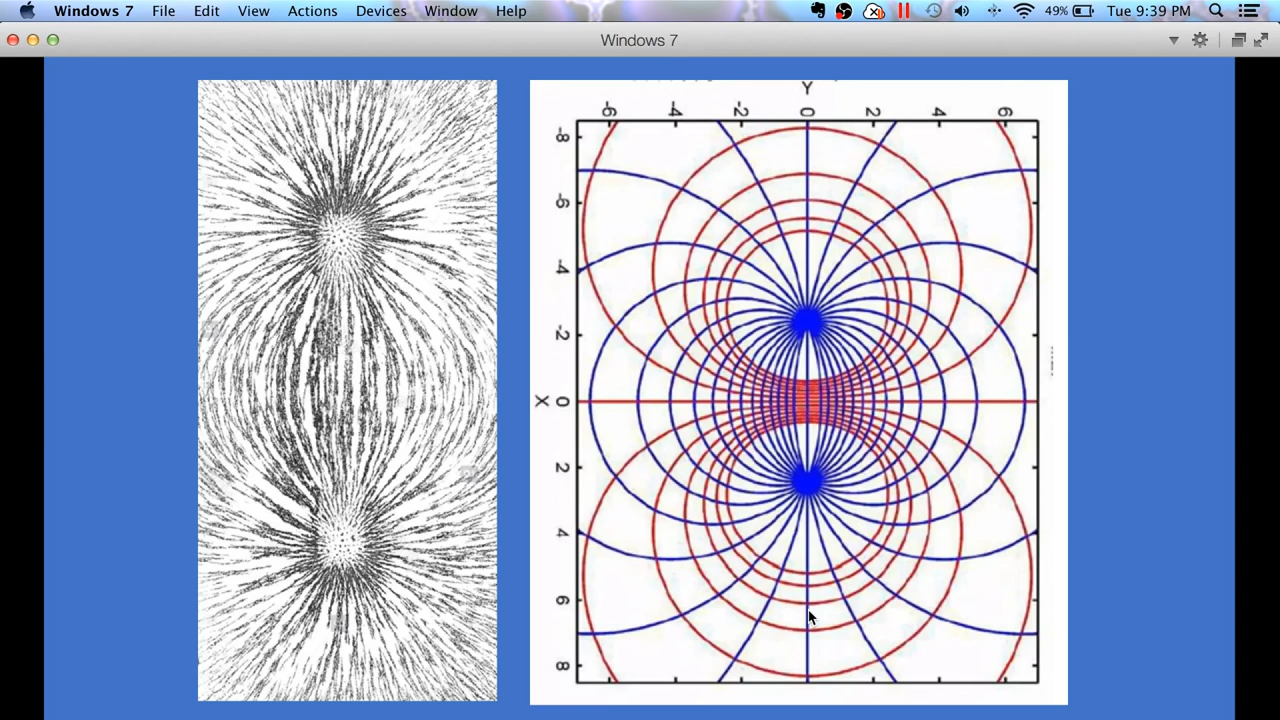 Windows 7 File Edit View Actions Devices Window Help 49% Tue 9:39 PM
Windows 7
Y
-6 -4 -2 0 2 4 6
-8
-6
-4
-2
X 0
2
4
6
8